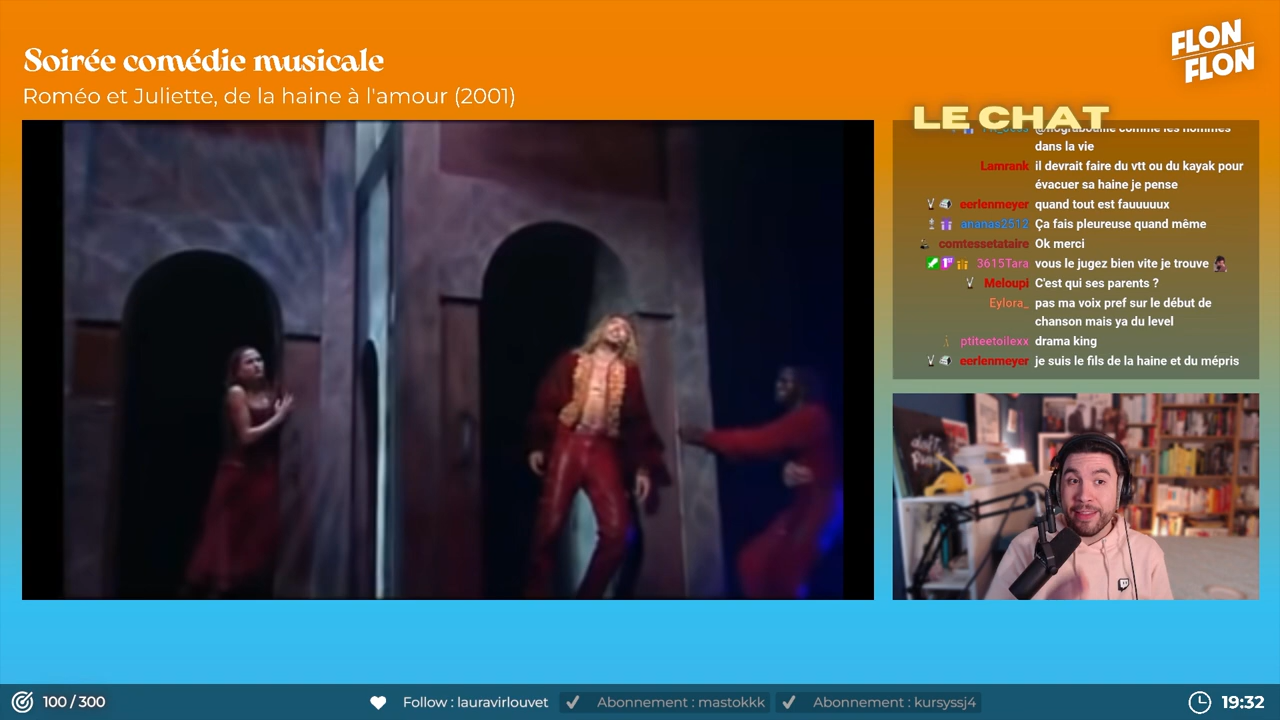 Soirée comédie musicale
Roméo et Juliette, de la haine à l'amour (2001)
FLON
FLON
LE CHAT
comme les hommes
dans la vie
Lamrank il devrait faire du vtt ou du kayak pour
évacuer sa haine je pense
eerlenmeyer quand tout est fauuuuux
ananas2512 Ça fais pleureuse quand même
comtessetataire Ok merci
3615Tara vous le jugez bien vite je trouve
Meloupi C'est qui ses parents ?
Eylora_ pas ma voix pref sur le début de
chanson mais ya du level
ptiteetoilexx drama king
eerlenmeyer je suis le fils de la haine et du mépris
100 / 300
Follow : lauravirlouvet
Abonnement : mastokkk
Abonnement : kursyssj4
19:32